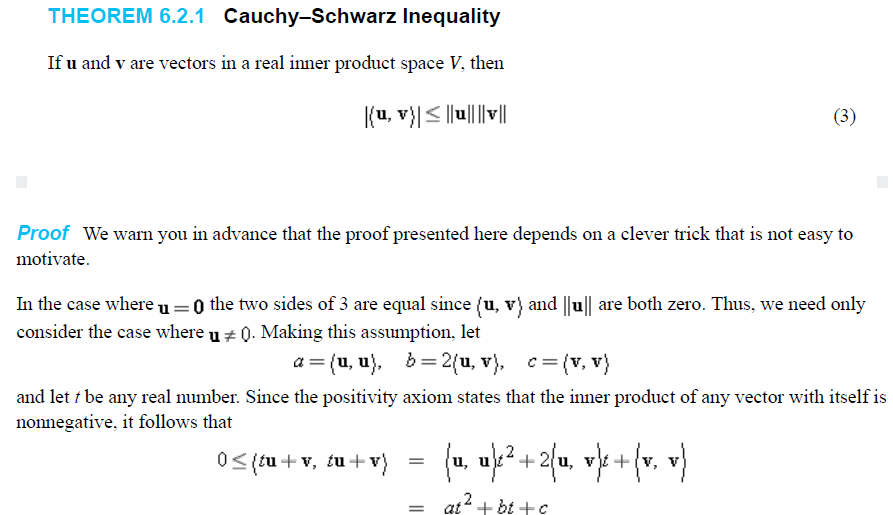 THEOREM 6.2.1 Cauchy–Schwarz Inequality
If u and v are vectors in a real inner product space V, then
|⟨u, v⟩| ≤ ‖u‖ ‖v‖ (3)
Proof We warn you in advance that the proof presented here depends on a clever trick that is not easy to
motivate.
In the case where u = 0 the two sides of 3 are equal since ⟨u, v⟩ and ‖u‖ are both zero. Thus, we need only
consider the case where u ≠ 0. Making this assumption, let
a = ⟨u, u⟩, b = 2⟨u, v⟩, c = ⟨v, v⟩
and let t be any real number. Since the positivity axiom states that the inner product of any vector with itself is
nonnegative, it follows that
0 ≤ ⟨tu + v, tu + v⟩ = ⟨u, u⟩t² + 2⟨u, v⟩t + ⟨v, v⟩
= at² + bt + c